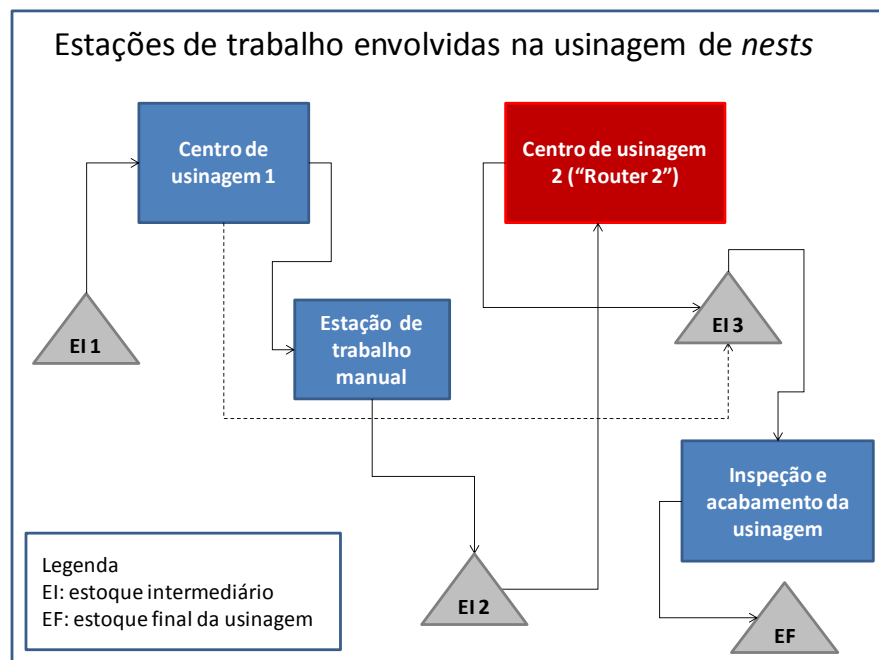 Estações de trabalho envolvidas na usinagem de nests
Centro de
usinagem 1
Centro de usinagem
2 (“Router 2”)
EI 1
Estação de
trabalho
manual
EI 3
Inspeção e
acabamento da
usinagem
Legenda
EI: estoque intermediário
EF: estoque final da usinagem
EI 2
EF